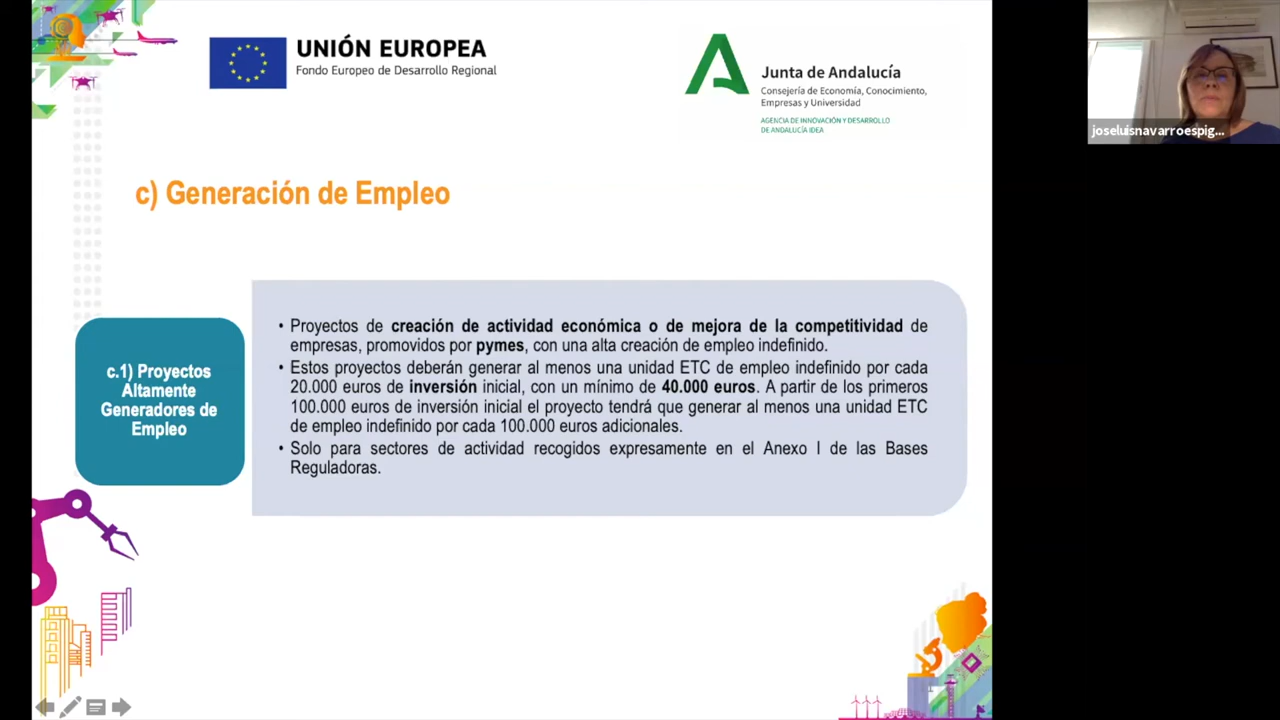 UNIÓN EUROPEA
Fondo Europeo de Desarrollo Regional
Junta de Andalucía
Consejería de Economía, Conocimiento,
Empresas y Universidad
AGENCIA DE INNOVACIÓN Y DESARROLLO
DE ANDALUCÍA IDEA
joseluisnavarroespig...
c) Generación de Empleo
c.1) Proyectos
Altamente
Generadores de
Empleo
• Proyectos de creación de actividad económica o de mejora de la competitividad de
empresas, promovidos por pymes, con una alta creación de empleo indefinido.
• Estos proyectos deberán generar al menos una unidad ETC de empleo indefinido por cada
20.000 euros de inversión inicial, con un mínimo de 40.000 euros. A partir de los primeros
100.000 euros de inversión inicial el proyecto tendrá que generar al menos una unidad ETC
de empleo indefinido por cada 100.000 euros adicionales.
• Solo para sectores de actividad recogidos expresamente en el Anexo I de las Bases
Reguladoras.